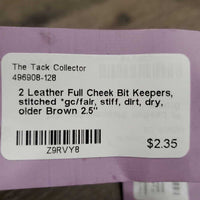 The Tack Collector
496908-128
2 Leather Full Cheek Bit Keepers,
stitched *gc/fair, stiff, dirt, dry,
older Brown 2.5"
Z9RVY8
$2.35